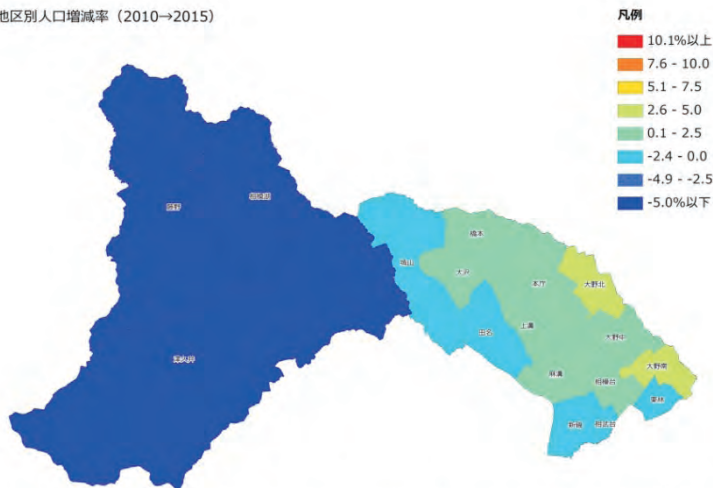 地区別人口増減率（2010→2015）
凡例
10.1%以上
7.6 - 10.0
5.1 - 7.5
2.6 - 5.0
0.1 - 2.5
-2.4 - 0.0
-4.9 - -2.5
-5.0%以下
藤野
相模湖
城山
橋本
大沢
本庁
大野北
田名
上溝
大野中
麻溝
相模台
大野南
東林
新磯
相武台
津久井